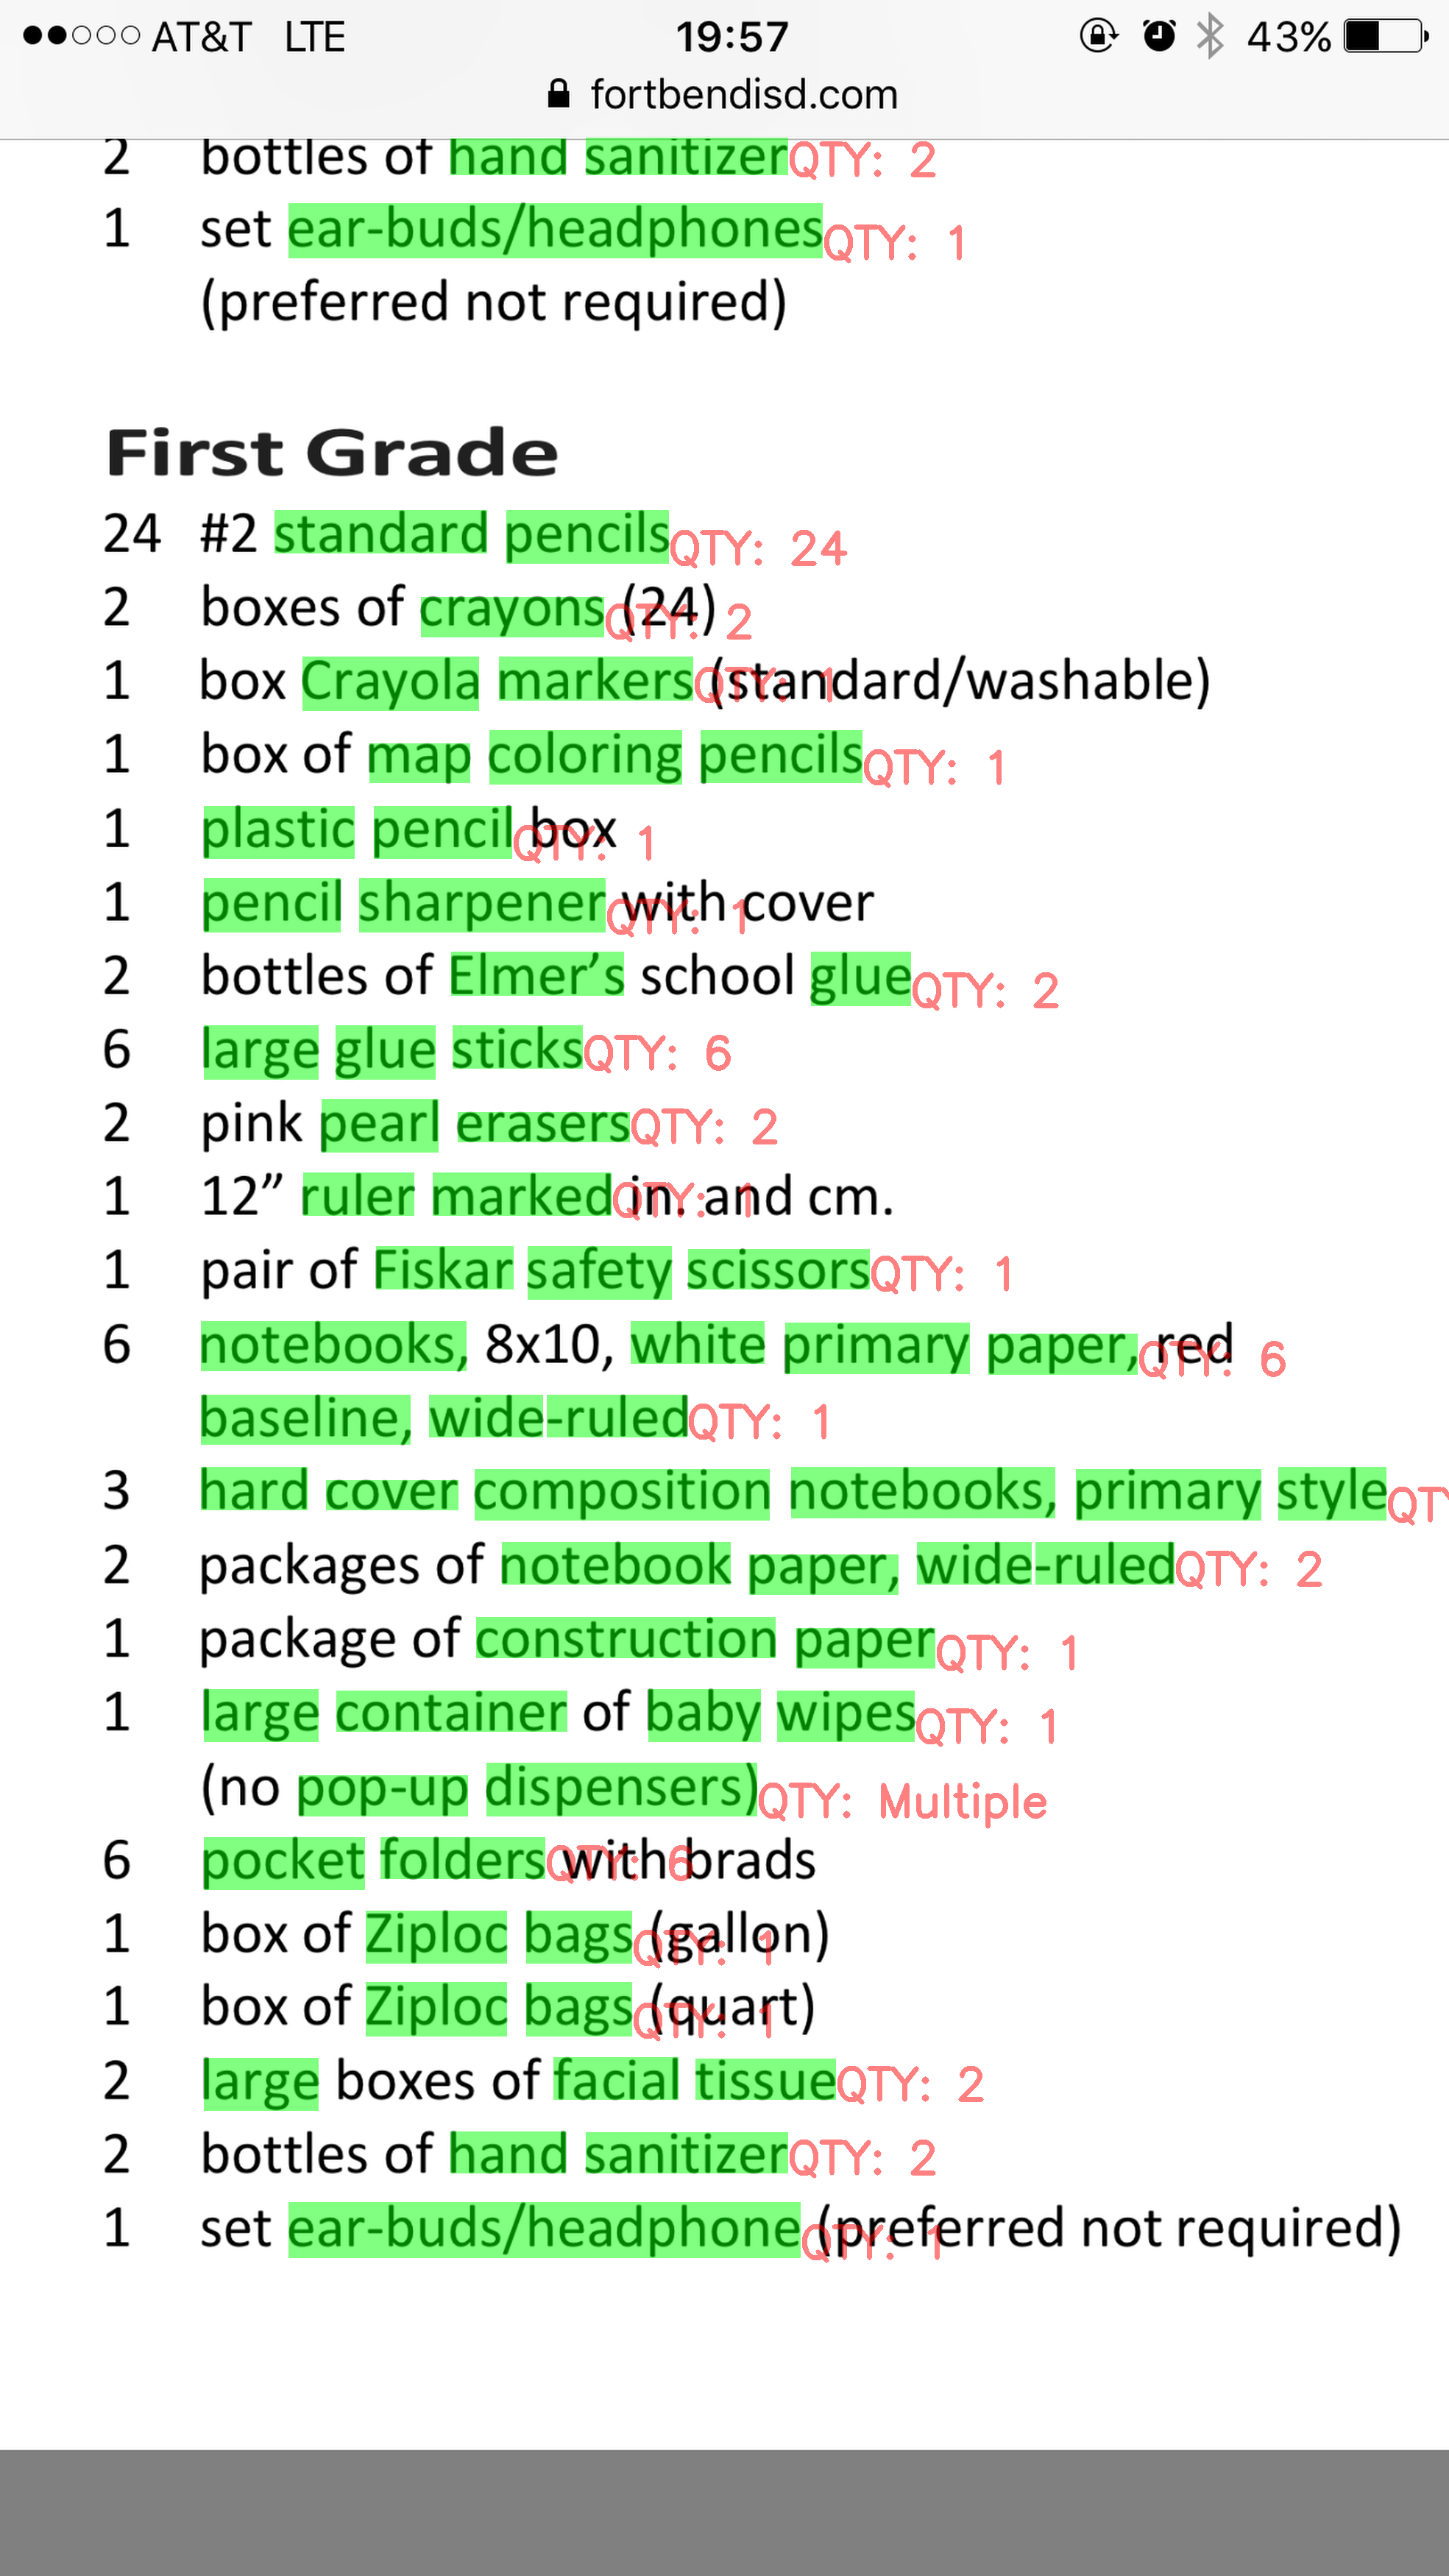 AT&T LTE 19:57 43%
fortbendisd.com
2 bottles of hand sanitizer QTY: 2
1 set ear-buds/headphones QTY: 1
(preferred not required)
First Grade
24 #2 standard pencils QTY: 24
2 boxes of crayons (24) QTY: 2
1 box Crayola markers (standard/washable) QTY: 1
1 box of map coloring pencils QTY: 1
1 plastic pencil box QTY: 1
1 pencil sharpener with cover QTY: 1
2 bottles of Elmer’s school glue QTY: 2
6 large glue sticks QTY: 6
2 pink pearl erasers QTY: 2
1 12” ruler marked in. and cm. QTY: 1
1 pair of Fiskar safety scissors QTY: 1
6 notebooks, 8x10, white primary paper, red QTY: 6
baseline, wide-ruled QTY: 1
3 hard cover composition notebooks, primary style QT
2 packages of notebook paper, wide-ruled QTY: 2
1 package of construction paper QTY: 1
1 large container of baby wipes QTY: 1
(no pop-up dispensers) QTY: Multiple
6 pocket folders with brads QTY: 6
1 box of Ziploc bags (gallon) QTY: 1
1 box of Ziploc bags (quart) QTY: 1
2 large boxes of facial tissue QTY: 2
2 bottles of hand sanitizer QTY: 2
1 set ear-buds/headphone (preferred not required) QTY: 1